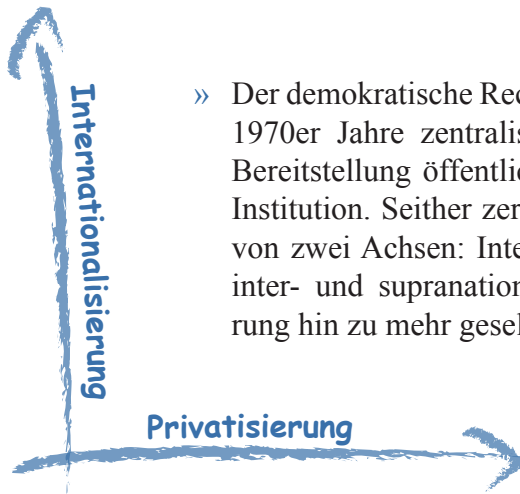 Internationalisierung
» Der demokratische Rec
1970er Jahre zentralis
Bereitstellung öffentlic
Institution. Seither zer
von zwei Achsen: Inte
inter- und supranation
rung hin zu mehr gesel
Privatisierung